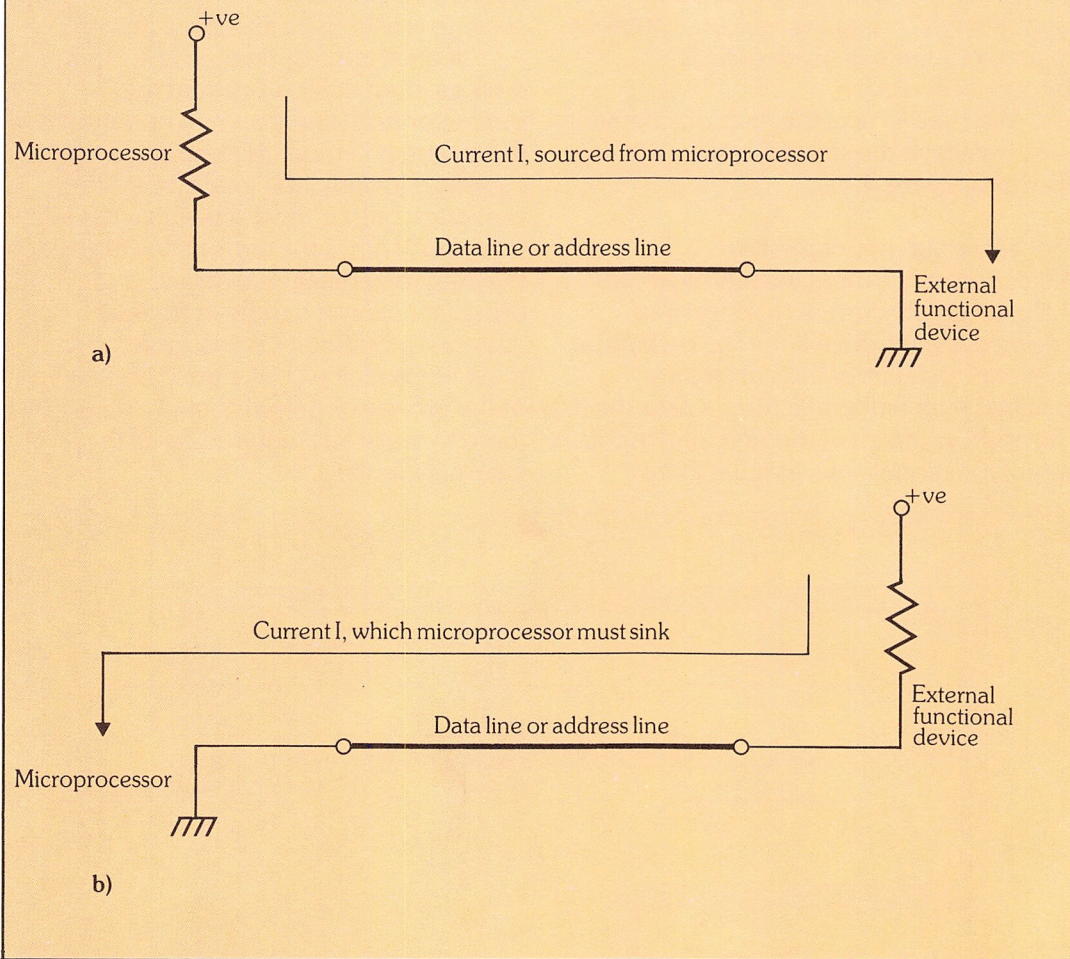 +ve
Microprocessor
Current I, sourced from microprocessor
Data line or address line
External
functional
device
a)
+ve
Current I, which microprocessor must sink
External
functional
device
Data line or address line
Microprocessor
b)